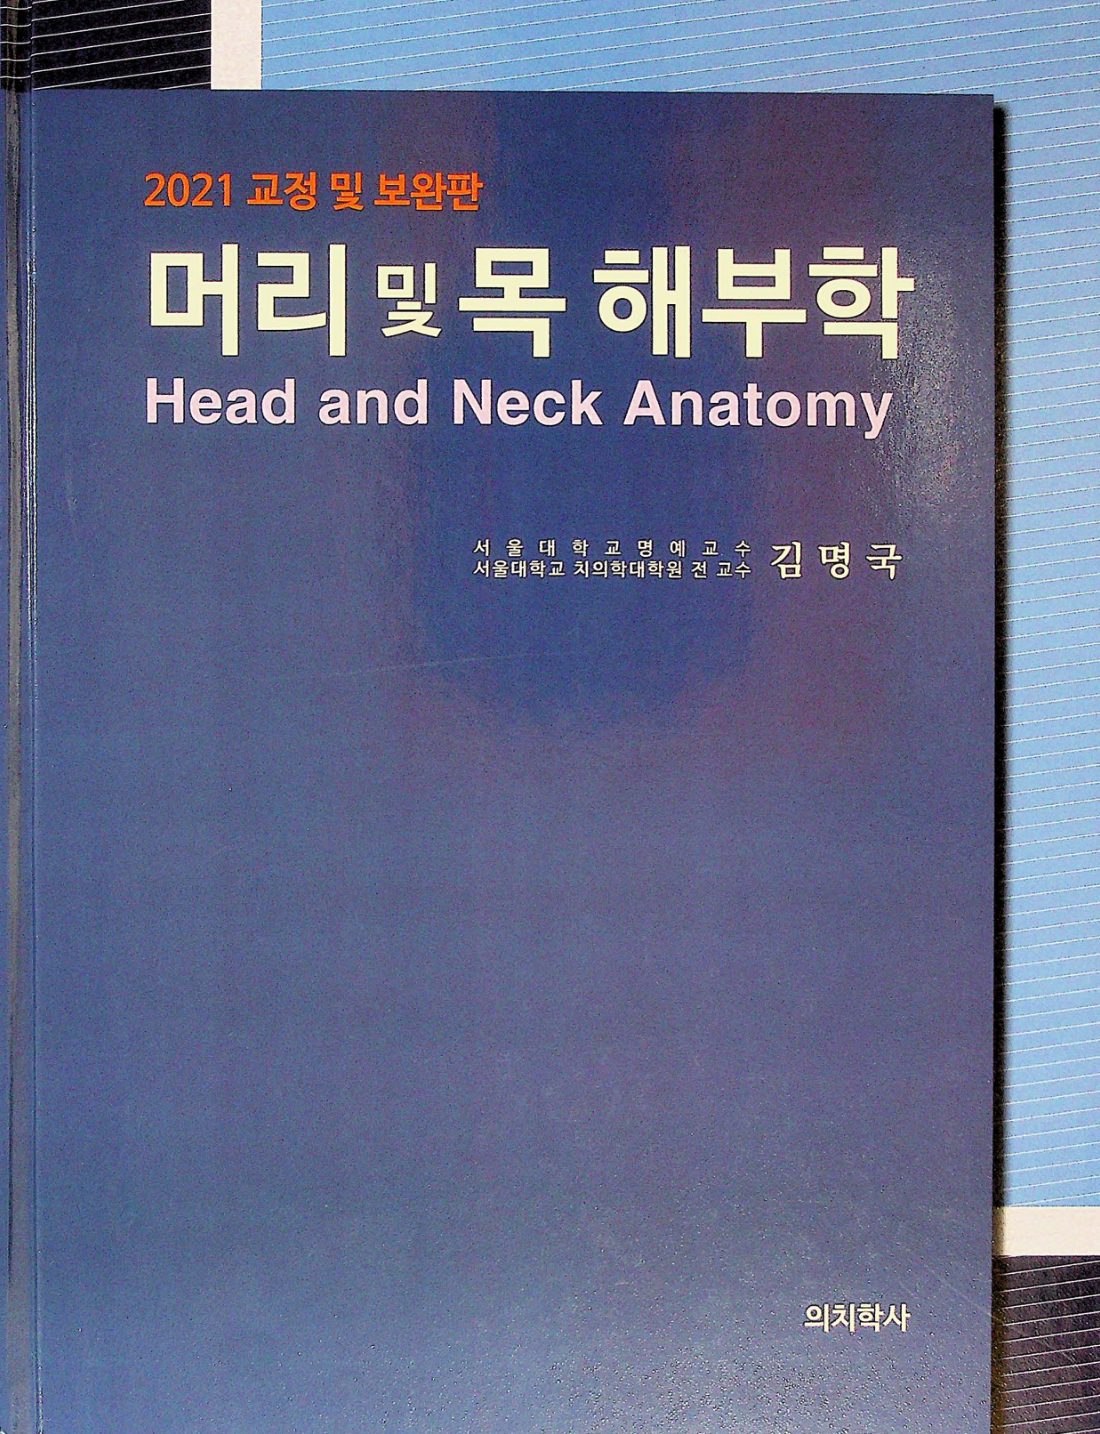 2021 교정 및 보완판
머리 및 목 해부학
Head and Neck Anatomy
서울대학교명예교수
서울대학교 치의학대학원 전 교수 김명국
의치학사